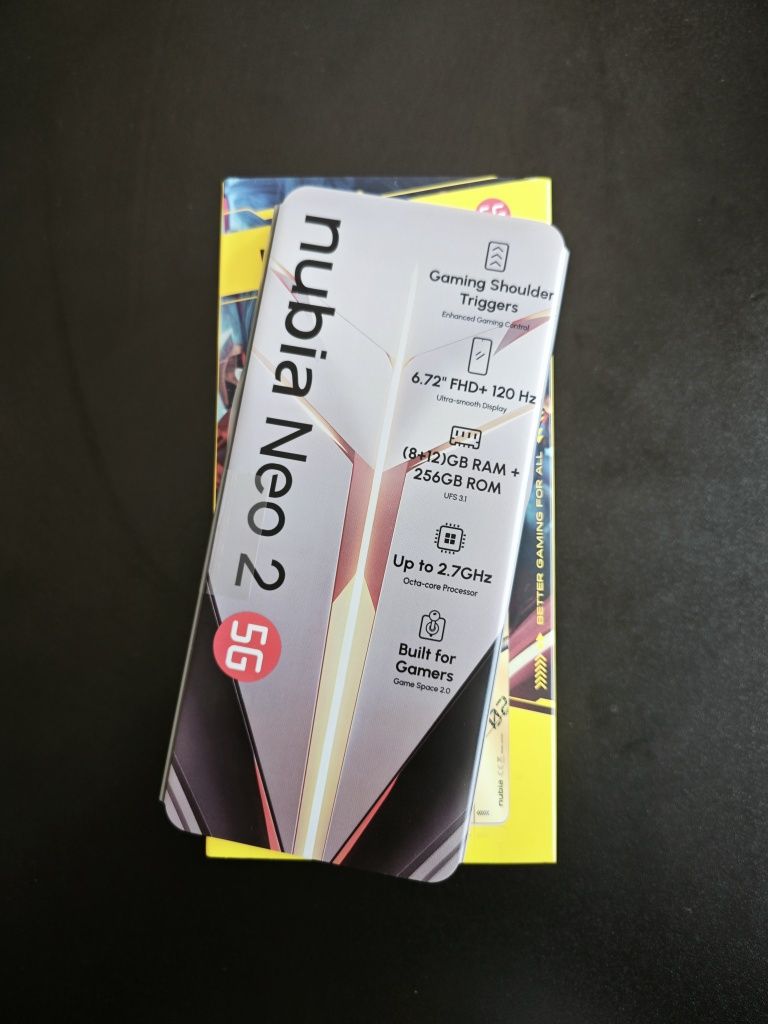 nubia Neo 2
5G
Gaming Shoulder
Triggers
Enhanced Gaming Control
6.72" FHD+ 120 Hz
Ultra-smooth Display
(8+12)GB RAM +
256GB ROM
UFS 3.1
Up to 2.7GHz
Octa-core Processor
Built for
Gamers
Game Space 2.0
5G
BETTER GAMING FOR ALL
02
nubia